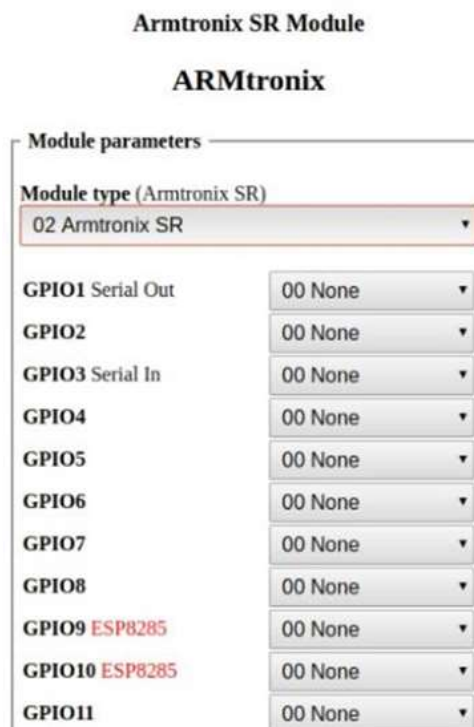 Armtronix SR Module
ARMtronix
Module parameters
Module type (Armtronix SR)
02 Armtronix SR
GPIO1 Serial Out 00 None
GPIO2 00 None
GPIO3 Serial In 00 None
GPIO4 00 None
GPIO5 00 None
GPIO6 00 None
GPIO7 00 None
GPIO8 00 None
GPIO9 ESP8285 00 None
GPIO10 ESP8285 00 None
GPIO11 00 None